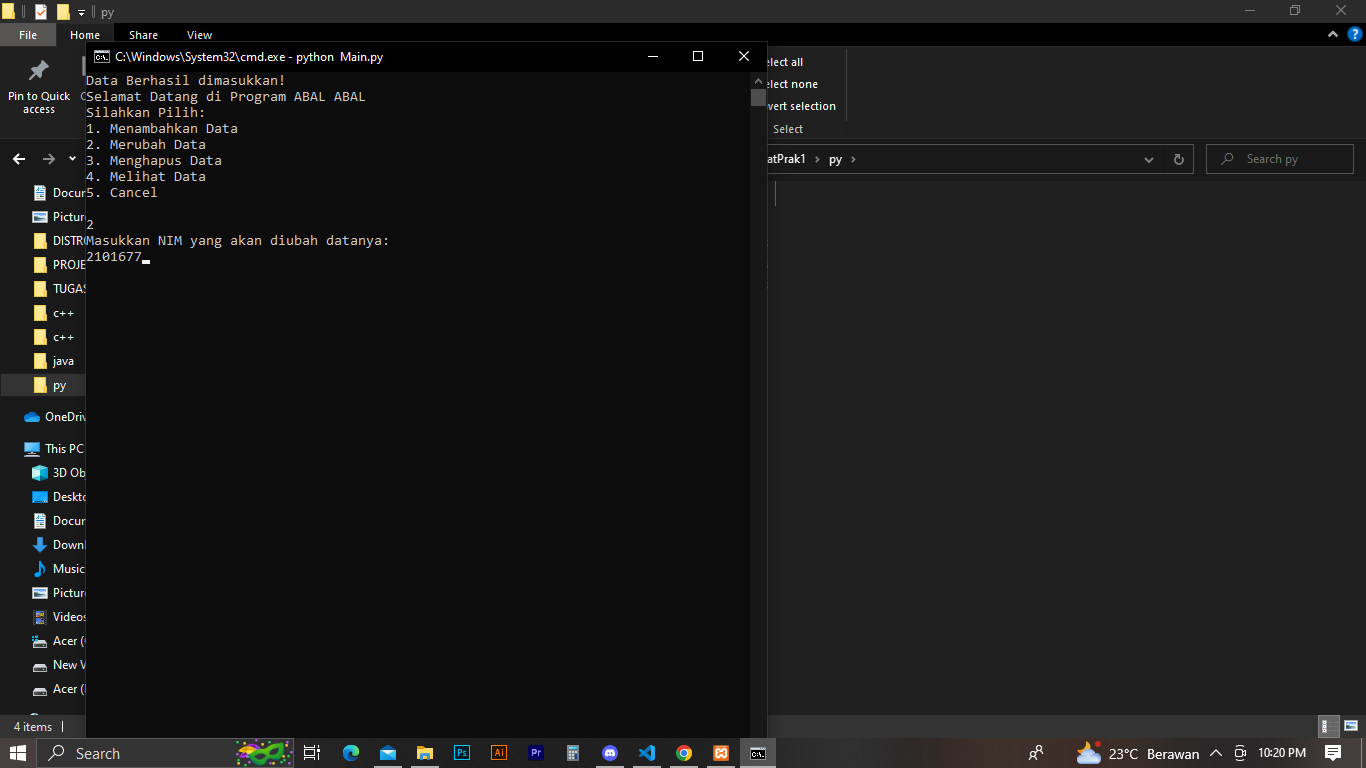 py
File Home Share View
C:\Windows\System32\cmd.exe - python Main.py
Pin to Quick access
elect all
elect none
vert selection
Select
atPrak1 > py >
Search py
Data Berhasil dimasukkan!
Selamat Datang di Program ABAL ABAL
Silahkan Pilih:
1. Menambahkan Data
2. Merubah Data
3. Menghapus Data
4. Melihat Data
5. Cancel
2
Masukkan NIM yang akan diubah datanya:
2101677
Docur
Pictur
DISTR
PROJE
TUGAS
c++
c++
java
py
OneDriv
This PC
3D Ob
Deskto
Docur
Downl
Music
Pictur
Videos
Acer (
New V
Acer (
4 items
Search
Ps
Ai
Pr
23°C Berawan
10:20 PM